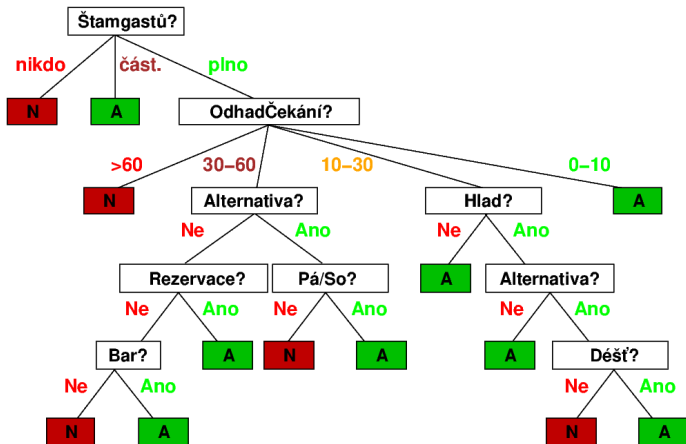 Štamgastů?
nikdo část. plno
N A OdhadČekání?
>60 30–60 10–30 0–10
N Alternativa? Hlad? A
Ne Ano Ne Ano
Rezervace? Pá/So? A Alternativa?
Ne Ano Ne Ano Ne Ano
Bar? A N A A Déšť?
Ne Ano Ne Ano
N A N A